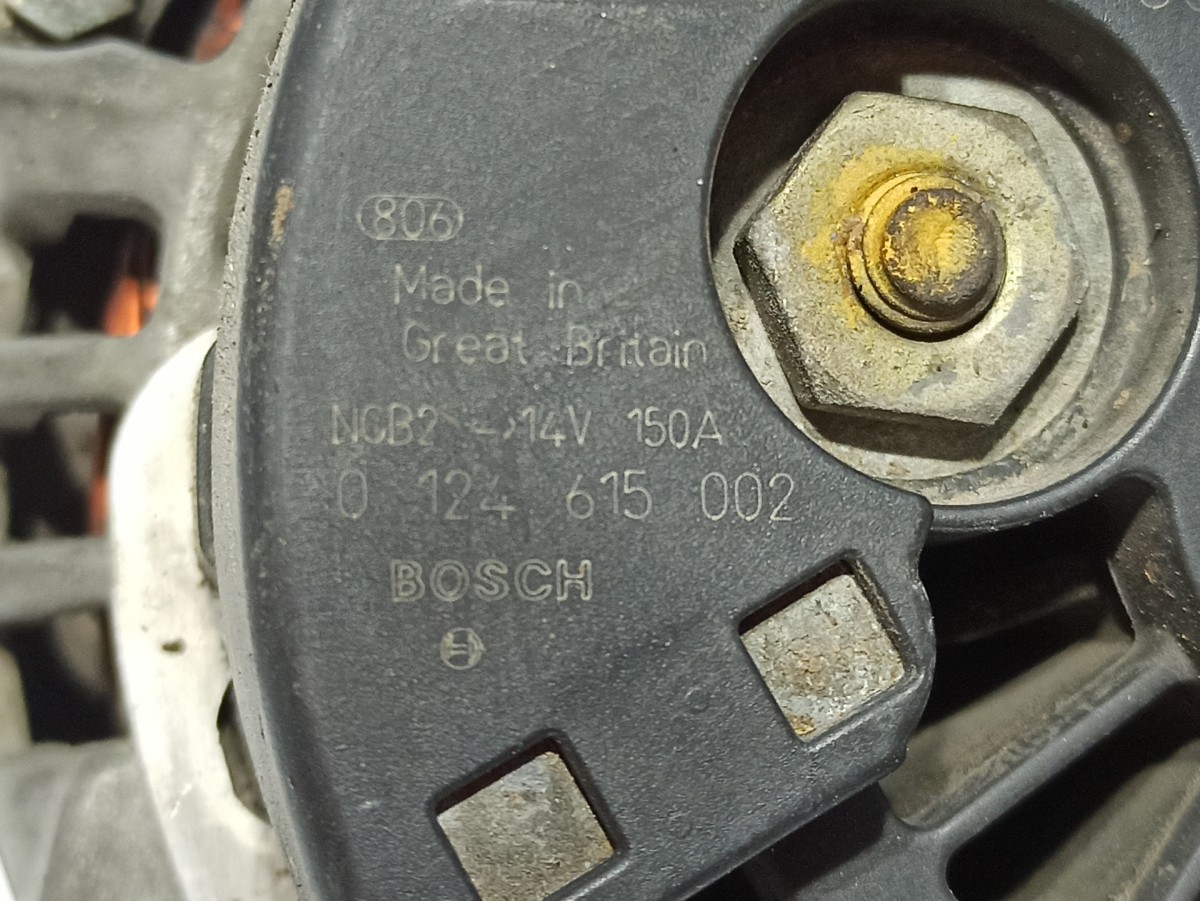 806
Made in
Great Britain
NCB2 14V 150A
0 124 615 002
BOSCH